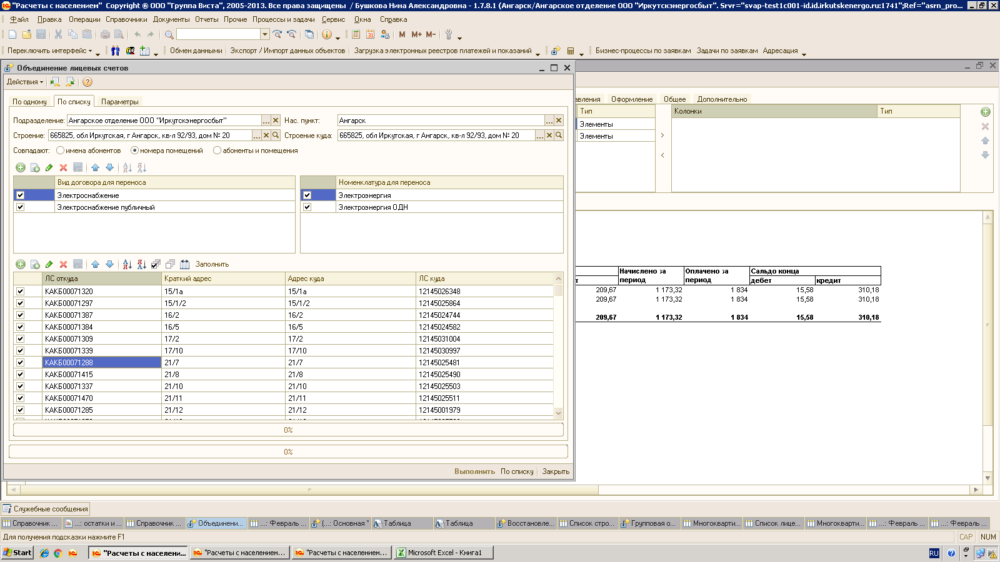 "Расчеты с населением" Copyright ® ООО "Группа Виста", 2005-2013. Все права защищены / Бушкова Нина Александровна - 1.7.8.1 (Ангарск/Ангарское отделение ООО "Иркутскэнергосбыт". Srvr="svap-test1c001-id.id.irkutskenergo.ru:1741";Ref="asrn_pro...
Файл Правка Операции Справочники Документы Отчеты Прочие Процессы и задачи Сервис Окна Справка
M M+ M-
Переключить интерфейс Обмен данными Экспорт / Импорт данных объектов Загрузка электронных реестров платежей и показаний Бизнес-процессы по заявкам Задачи по заявкам Адресация
Объединение лицевых счетов
Действия
По одному По списку Параметры
Подразделение: Ангарское отделение ООО "Иркутскэнергосбыт" ... Нас. пункт: Ангарск ...
Строение: 665825, обл Иркутская, г Ангарск, кв-л 92/93, дом № 20 ... Строение куда: 665825, обл Иркутская, г Ангарск, кв-л 92/93, дом № 20 ...
Совпадают: имена абонентов номера помещений абоненты и помещения
Вид договора для переноса
Электроснабжение
Электроснабжение публичный
Номенклатура для переноса
Электроэнергия
Электроэнергия ОДН
Заполнить
ЛС откуда Краткий адрес Адрес куда ЛС куда
КАКБ00071320 15/1а 15/1а 12145026348
КАКБ00071297 15/1/2 15/1/2 12145025864
КАКБ00071387 16/2 16/2 12145024744
КАКБ00071384 16/5 16/5 12145024582
КАКБ00071309 17/2 17/2 12145031004
КАКБ00071339 17/10 17/10 12145030997
КАКБ00071288 21/7 21/7 12145025481
КАКБ00071415 21/8 21/8 12145025490
КАКБ00071337 21/10 21/10 12145025503
КАКБ00071470 21/11 21/11 12145025511
КАКБ00071285 21/12 21/12 12145001979
0%
0%
Выполнить По списку Закрыть
авления Оформление Общее Дополнительно
Тип
Элементы
Элементы
Колонки Тип
Начислено за период Оплачено за период Сальдо конца
т дебет кредит
209,67 1 173,32 1 834 15,58 310,18
209,67 1 173,32 1 834 15,58 310,18
209,67 1 173,32 1 834 15,58 310,18
Служебные сообщения
Справочник ... ...: остатки и ... Справочник ... Объединени... ...: Февраль ... (...: Основная * Таблица Таблица Восстановле... Список стро... Групповая о... Многокварти... Список лице... Многокварти... ...: Февраль ... ...: Февраль ...
Для получения подсказки нажмите F1 CAP NUM
Start "Расчеты с населени... "Расчеты с населением"... "Расчеты с населением"... Microsoft Excel - Книга1 RU